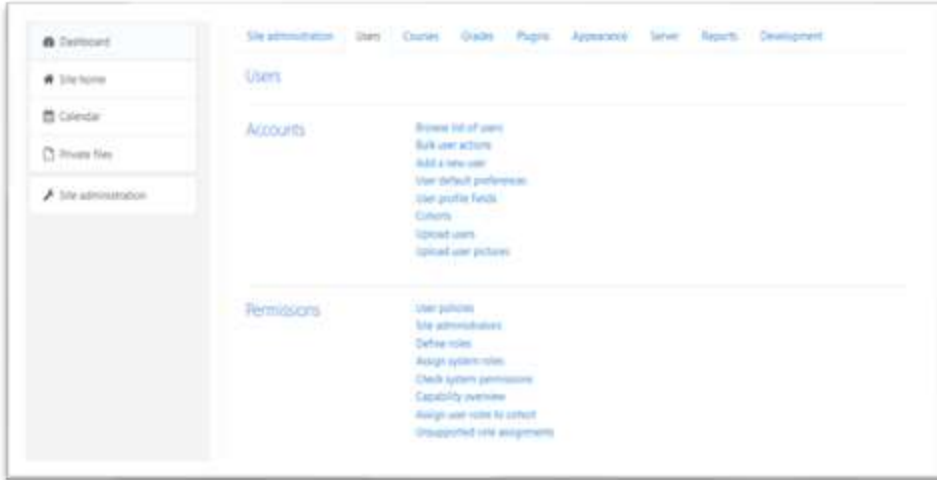 Dashboard
Site home
Calendar
Private files
Site administration
Site administration Users Courses Grades Plugins Appearance Server Reports Development
Users
Accounts
Browse list of users
Bulk user actions
Add a new user
User default preferences
User profile fields
Cohorts
Upload users
Upload user pictures
Permissions
User policies
Site administrators
Define roles
Assign system roles
Check system permissions
Capability overview
Assign user roles to cohort
Unsupported role assignments